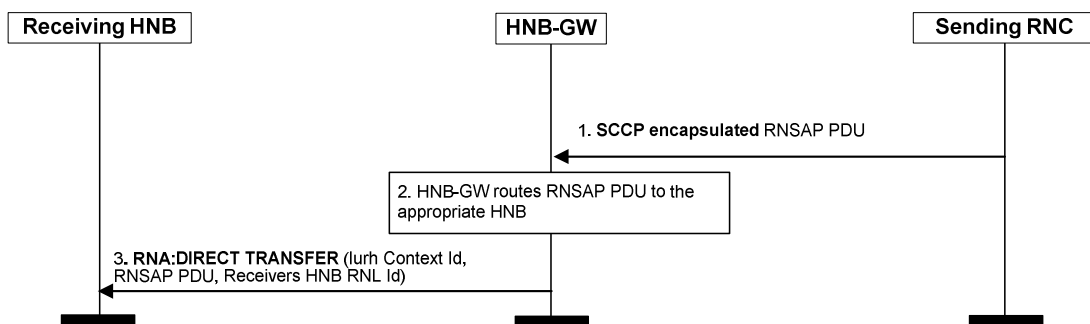 Receiving HNB
HNB-GW
Sending RNC
1. SCCP encapsulated RNSAP PDU
2. HNB-GW routes RNSAP PDU to the
appropriate HNB
3. RNA:DIRECT TRANSFER (Iurh Context Id,
RNSAP PDU, Receivers HNB RNL Id)